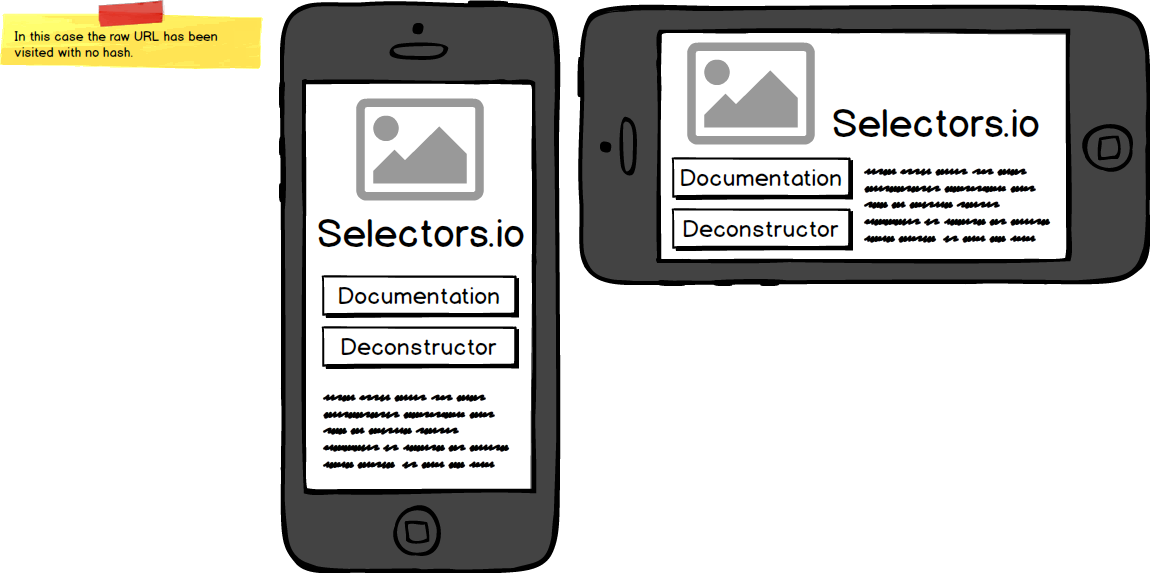 In this case the raw URL has been
visited with no hash.
Selectors.io
Documentation
Deconstructor
Selectors.io
Documentation
Deconstructor